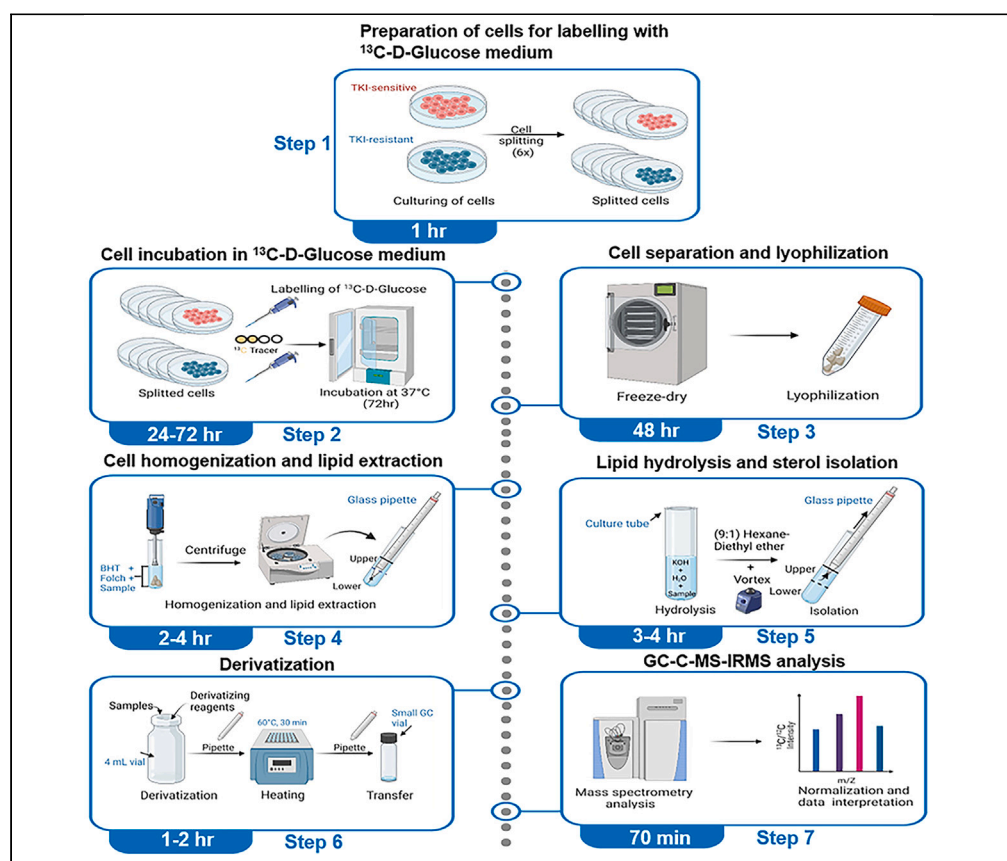 Preparation of cells for labelling with
¹³C-D-Glucose medium
TKI-sensitive
TKI-resistant
Cell
splitting
(6x)
Culturing of cells
Splitted cells
Step 1
1 hr
Cell incubation in ¹³C-D-Glucose medium
Labelling of ¹³C-D-Glucose
¹³C Tracer
Splitted cells
Incubation at 37°C
(72hr)
24-72 hr
Step 2
Cell separation and lyophilization
Freeze-dry
Lyophilization
48 hr
Step 3
Cell homogenization and lipid extraction
Glass pipette
Centrifuge
BHT +
Folch +
Sample
Upper
Lower
Homogenization and lipid extraction
2-4 hr
Step 4
Lipid hydrolysis and sterol isolation
Glass pipette
Culture tube
(9:1) Hexane-
Diethyl ether
+
Vortex
KOH
+
H₂O
+
Sample
Upper
Lower
Hydrolysis
Isolation
3-4 hr
Step 5
Derivatization
Samples
Derivatizing
reagents
Pipette
60°C, 30 min
Pipette
Small GC
vial
4 mL vial
Derivatization
Heating
Transfer
1-2 hr
Step 6
GC-C-MS-IRMS analysis
¹³C/¹²C
Intensity
m/Z
Mass spectrometry
analysis
Normalization and
data interpretation
70 min
Step 7